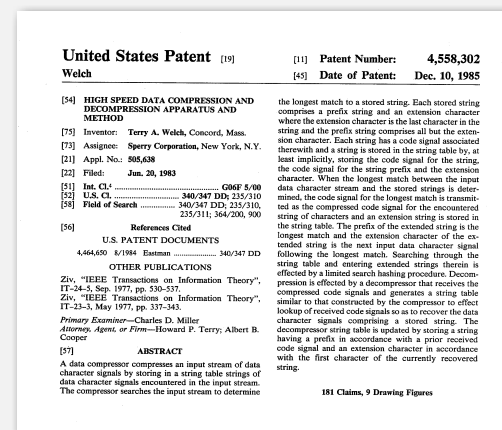 United States Patent [19]
Welch
[11] Patent Number: 4,558,302
[45] Date of Patent: Dec. 10, 1985
[54] HIGH SPEED DATA COMPRESSION AND
DECOMPRESSION APPARATUS AND
METHOD
[75] Inventor: Terry A. Welch, Concord, Mass.
[73] Assignee: Sperry Corporation, New York, N.Y.
[21] Appl. No.: 505,638
[22] Filed: Jun. 20, 1983
[51] Int. Cl.⁴ ............................... G06F 5/00
[52] U.S. Cl. .................... 340/347 DD; 235/310
[58] Field of Search ............ 340/347 DD; 235/310,
235/311; 364/200, 900
[56] References Cited
U.S. PATENT DOCUMENTS
4,464,650 8/1984 Eastman ...................... 340/347 DD
OTHER PUBLICATIONS
Ziv, "IEEE Transactions on Information Theory",
IT-24-5, Sep. 1977, pp. 530-537.
Ziv, "IEEE Transactions on Information Theory",
IT-23-3, May 1977, pp. 337-343.
Primary Examiner—Charles D. Miller
Attorney, Agent, or Firm—Howard P. Terry; Albert B.
Cooper
[57] ABSTRACT
A data compressor compresses an input stream of data
character signals by storing in a string table strings of
data character signals encountered in the input stream.
The compressor searches the input stream to determine
the longest match to a stored string. Each stored string
comprises a prefix string and an extension character
where the extension character is the last character in the
string and the prefix string comprises all but the exten-
sion character. Each string has a code signal associated
therewith and a string is stored in the string table by, at
least implicitly, storing the code signal for the string,
the code signal for the string prefix and the extension
character. When the longest match between the input
data character stream and the stored strings is deter-
mined, the code signal for the longest match is transmit-
ted as the compressed code signal for the encountered
string of characters and an extension string is stored in
the string table. The prefix of the extended string is the
longest match and the extension character of the ex-
tended string is the next input data character signal
following the longest match. Searching through the
string table and entering extended strings therein is
effected by a limited search hashing procedure. Decom-
pression is effected by a decompressor that receives the
compressed code signals and generates a string table
similar to that constructed by the compressor to effect
lookup of received code signals so as to recover the data
character signals comprising a stored string. The
decompressor string table is updated by storing a string
having a prefix in accordance with a prior received
code signal and an extension character in accordance
with the first character of the currently recovered
string.
181 Claims, 9 Drawing Figures